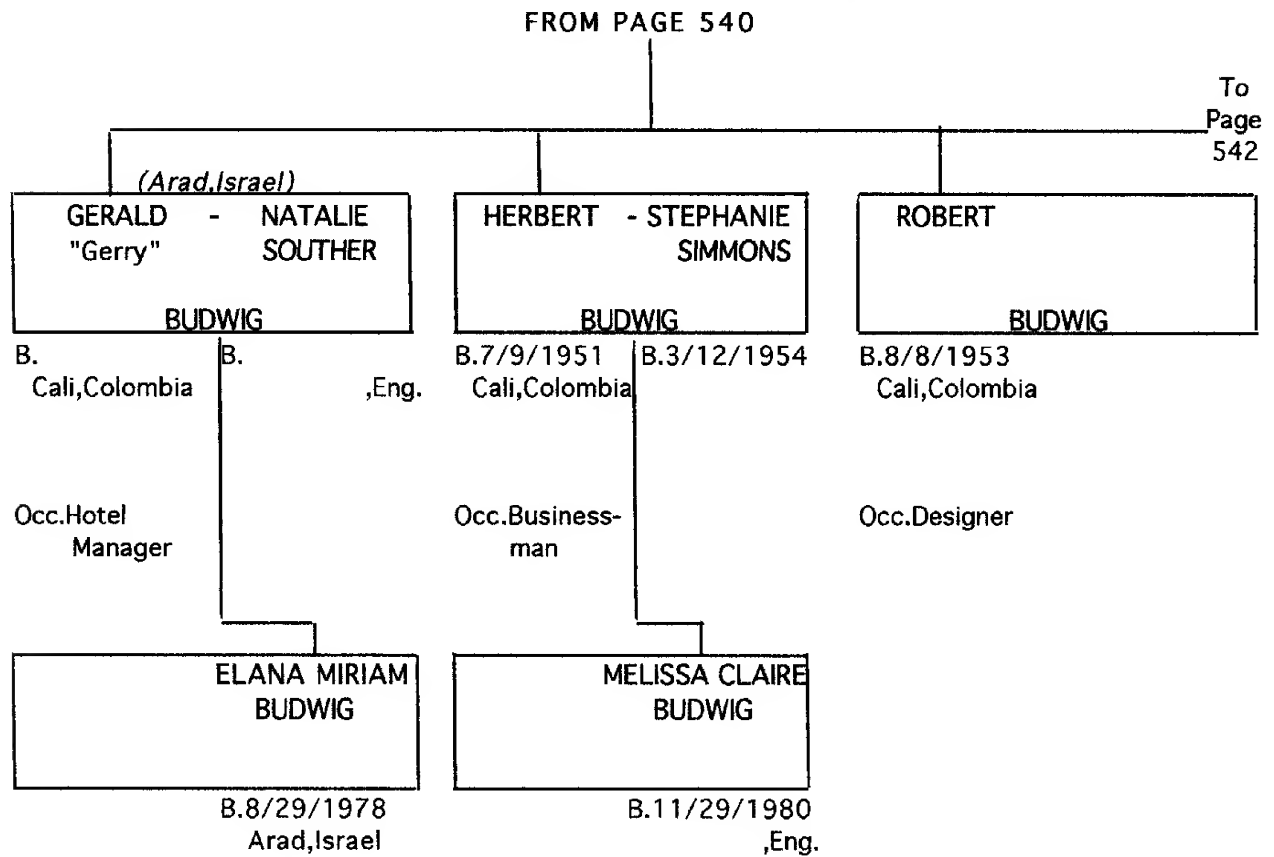 FROM PAGE 540
To
Page
542
(Arad,Israel)
GERALD - NATALIE
"Gerry" SOUTHER
BUDWIG
B. B.
Cali,Colombia ,Eng.
Occ.Hotel
Manager
HERBERT - STEPHANIE
SIMMONS
BUDWIG
B.7/9/1951 B.3/12/1954
Cali,Colombia
Occ.Business-
man
ROBERT
BUDWIG
B.8/8/1953
Cali,Colombia
Occ.Designer
ELANA MIRIAM
BUDWIG
B.8/29/1978
Arad,Israel
MELISSA CLAIRE
BUDWIG
B.11/29/1980
,Eng.